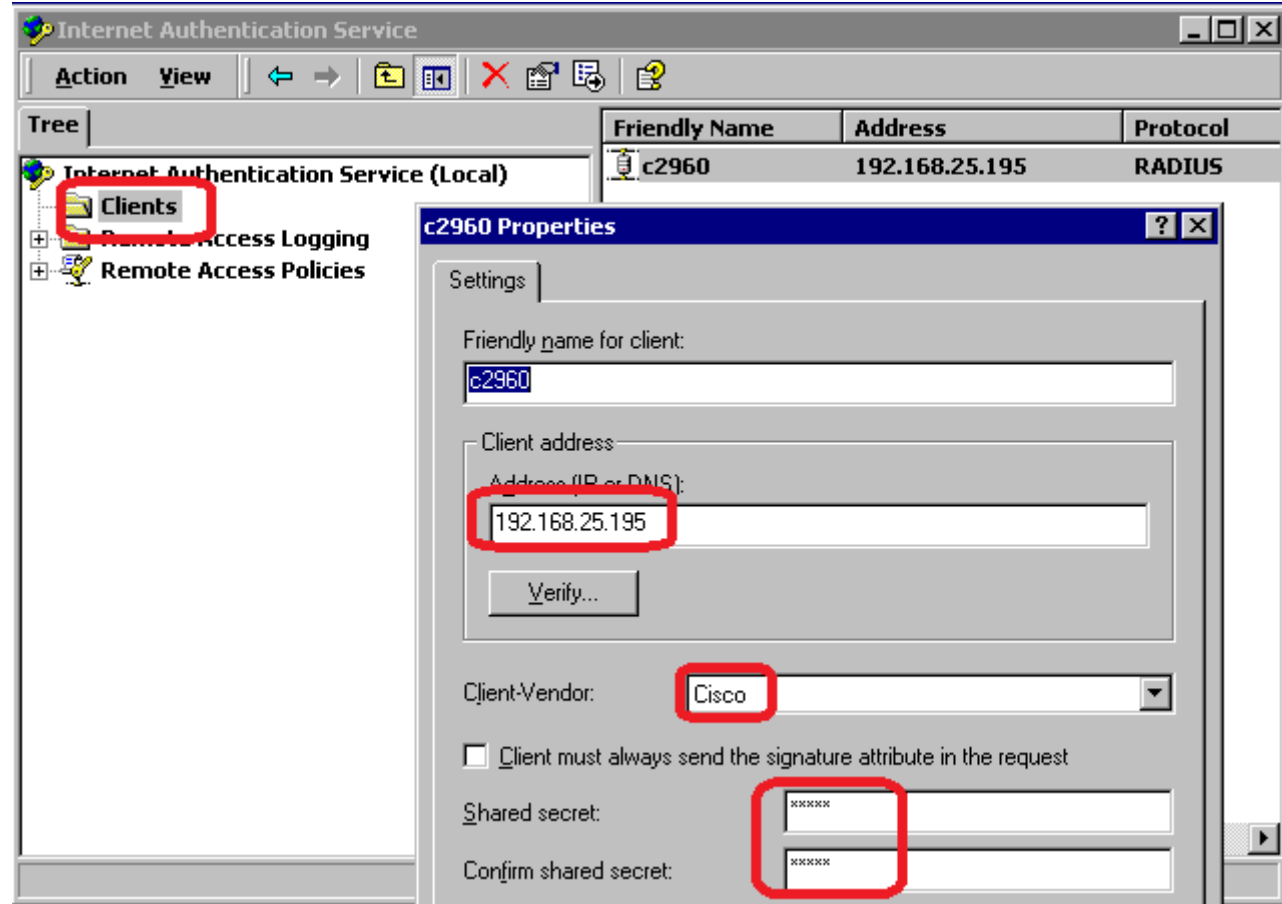 Internet Authentication Service
Action View
Tree
Friendly Name Address Protocol
Internet Authentication Service (Local)
c2960 192.168.25.195 RADIUS
Clients
Remote Access Logging
Remote Access Policies
c2960 Properties
Settings
Friendly name for client:
c2960
Client address
Address (IP or DNS):
192.168.25.195
Verify...
Client-Vendor:
Cisco
Client must always send the signature attribute in the request
Shared secret:
×××××
Confirm shared secret:
×××××